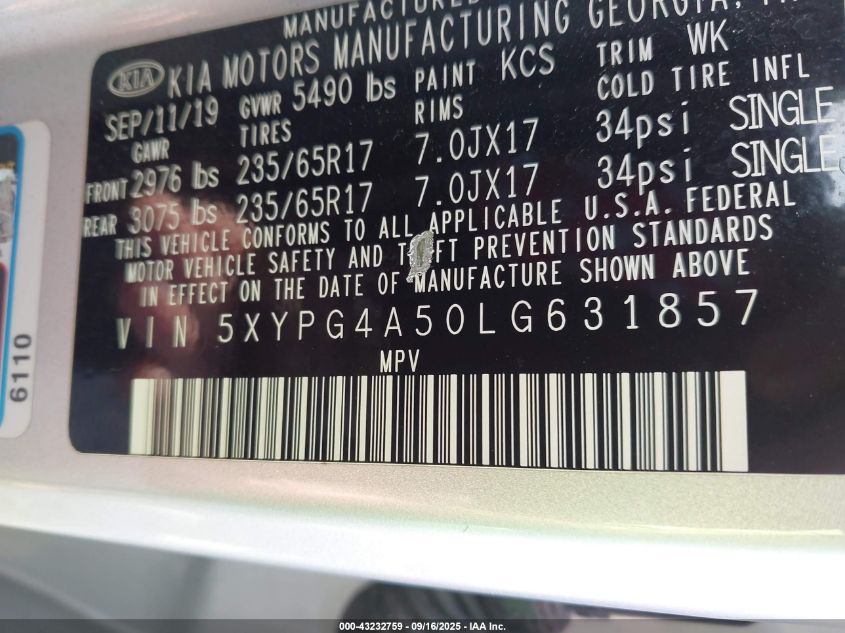 MANUFACTURED
KIA KIA MOTORS MANUFACTURING GEORGIA,
SEP/11/19 GVWR 5490 lbs PAINT KCS TRIM WK
GAWR TIRES RIMS COLD TIRE INFL
FRONT 2976 lbs 235/65R17 7.0JX17 34psi SINGLE
REAR 3075 lbs 235/65R17 7.0JX17 34psi SINGLE
THIS VEHICLE CONFORMS TO ALL APPLICABLE U.S.A. FEDERAL
MOTOR VEHICLE SAFETY AND THEFT PREVENTION STANDARDS
IN EFFECT ON THE DATE OF MANUFACTURE SHOWN ABOVE
VIN 5XYPG4A50LG631857
MPV
6110
000-43232759 - 09/16/2025 - IAA Inc.